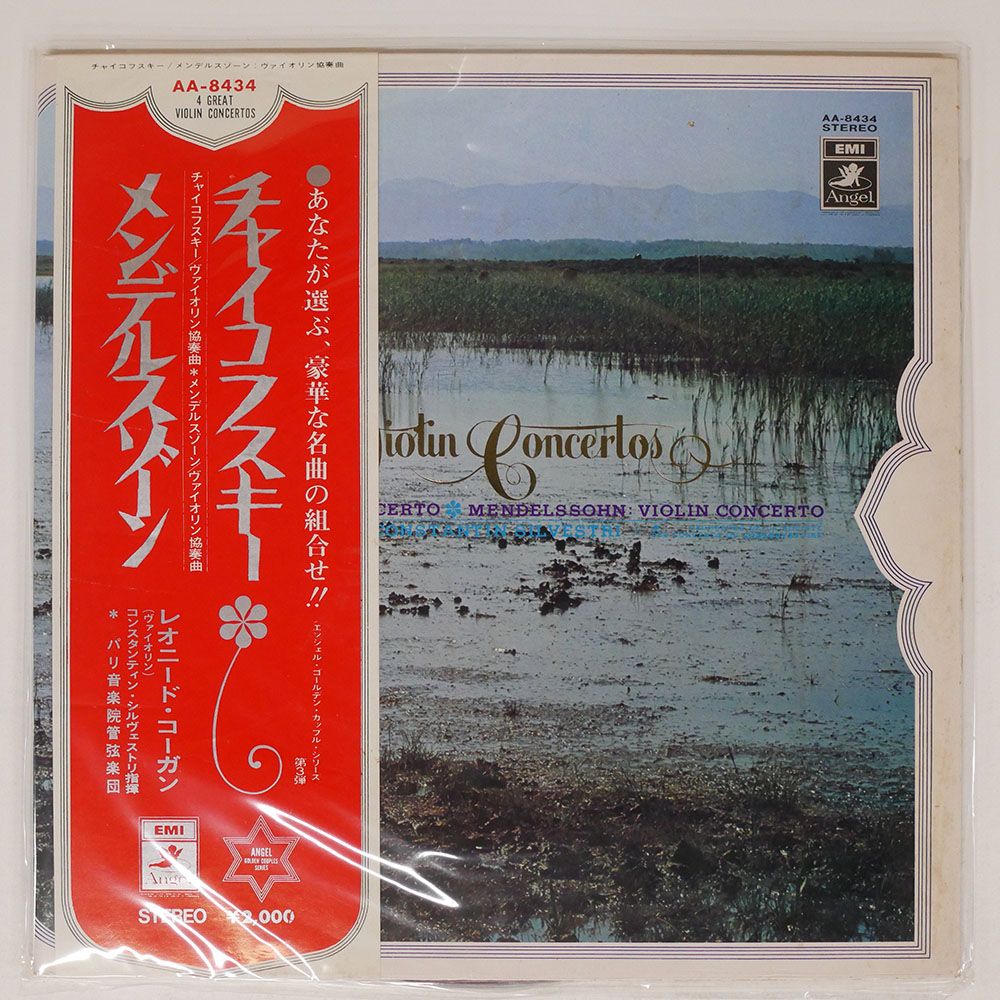 チャイコフスキー/メンデルスゾーン:ヴァイオリン協奏曲
AA-8434
4 GREAT
VIOLIN CONCERTOS
●あなたが選ぶ、豪華な名曲の組合せ!!
・エンジェル・ゴールデン・カップル・シリーズ
第3弾
チャイコフスキー
チャイコフスキー/ヴァイオリン協奏曲*メンデルスゾーン/ヴァイオリン協奏曲
メンデルスゾーン
レオニード・コーガン
(ヴァイオリン)
コンスタンティン・シルヴェストリ指揮
* パリ音楽院管弦楽団
EMI
Angel
ANGEL
GOLDEN COUPLES
SERIES
STEREO ¥2,000
AA-8434
STEREO
EMI
Angel
Violin Concertos
CERTO * MENDELSSOHN: VIOLIN CONCERTO
CONSTANTIN SILVESTRI